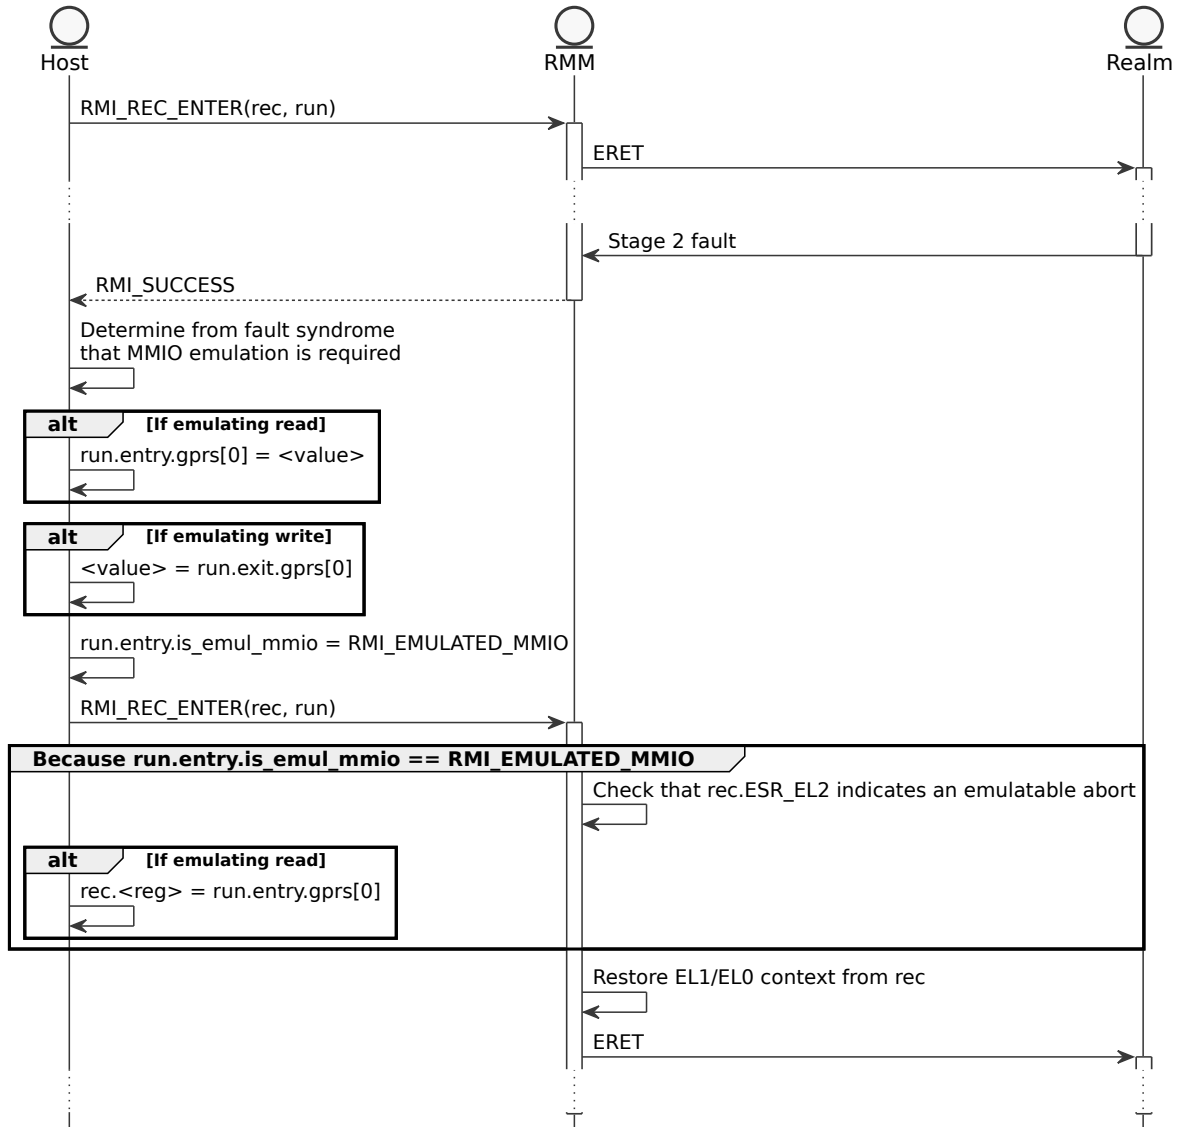 Host
RMM
Realm
RMI_REC_ENTER(rec, run)
ERET
Stage 2 fault
RMI_SUCCESS
Determine from fault syndrome
that MMIO emulation is required
alt [If emulating read]
run.entry.gprs[0] = <value>
alt [If emulating write]
<value> = run.exit.gprs[0]
run.entry.is_emul_mmio = RMI_EMULATED_MMIO
RMI_REC_ENTER(rec, run)
Because run.entry.is_emul_mmio == RMI_EMULATED_MMIO
Check that rec.ESR_EL2 indicates an emulatable abort
alt [If emulating read]
rec.<reg> = run.entry.gprs[0]
Restore EL1/EL0 context from rec
ERET